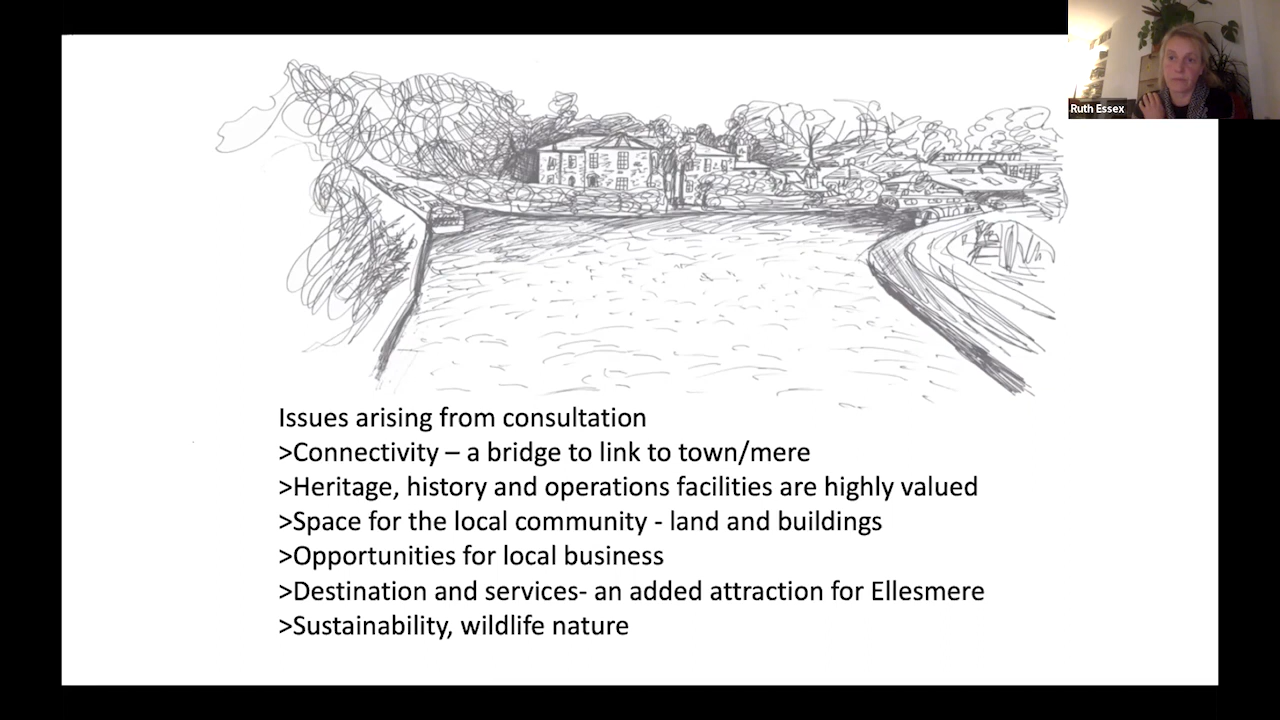 Ruth Essex
Issues arising from consultation
>Connectivity – a bridge to link to town/mere
>Heritage, history and operations facilities are highly valued
>Space for the local community - land and buildings
>Opportunities for local business
>Destination and services- an added attraction for Ellesmere
>Sustainability, wildlife nature